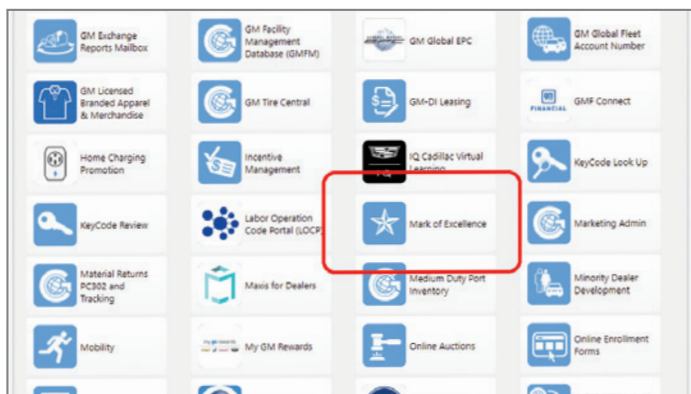 GM Exchange
Reports Mailbox
GM Facility
Management
Database (GMFM)
GM Global EPC
GM Global Fleet
Account Number
GM Licensed
Branded Apparel
& Merchandise
GM Tire Central
GM-DI Leasing
FINANCIAL
GMF Connect
Home Charging
Promotion
Incentive
Management
IQ
IQ Cadillac Virtual
Learning
KeyCode Look Up
KeyCode Review
Labor Operation
Code Portal (LOCP)
Mark of Excellence
Marketing Admin
Material Returns
PC302 and
Tracking
Maxis for Dealers
Medium Duty Port
Inventory
Minority Dealer
Development
Mobility
My GM Rewards
Online Auctions
Online Enrollment
Forms